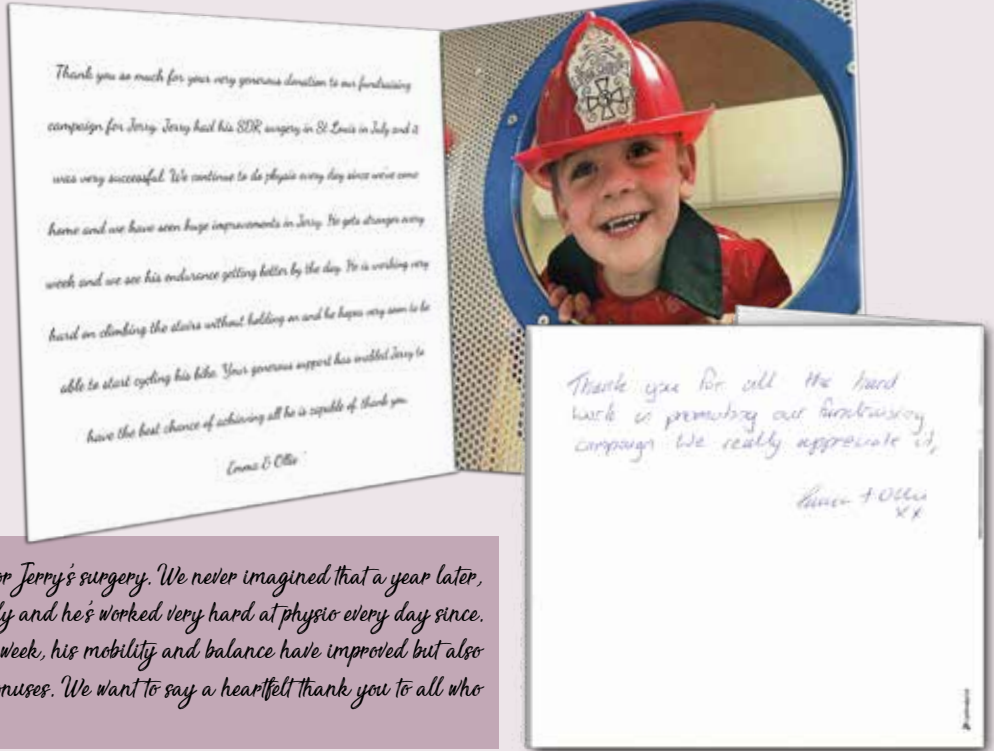 Thank you so much for your very generous donation to our fundraising
campaign for Jerry. Jerry had his SDR surgery in St Louis in July and it
was very successful. We continue to do physio every day since we've come
home and we have seen huge improvements in Jerry. He gets stronger every
week and we see his endurance getting better by the day. He is working very
hard on climbing the stairs without holding on and he hopes very soon to be
able to start cycling his bike. Your generous support has enabled Jerry to
have the best chance of achieving all he is capable of, thank you.
Emma & Ollie
Thank you for all the hard
work in promoting our fundraising
campaign We really appreciate it,
Emma + Ollie
xx
or Jerry's surgery. We never imagined that a year later,
ly and he's worked very hard at physio every day since.
week, his mobility and balance have improved but also
onuses. We want to say a heartfelt thank you to all who